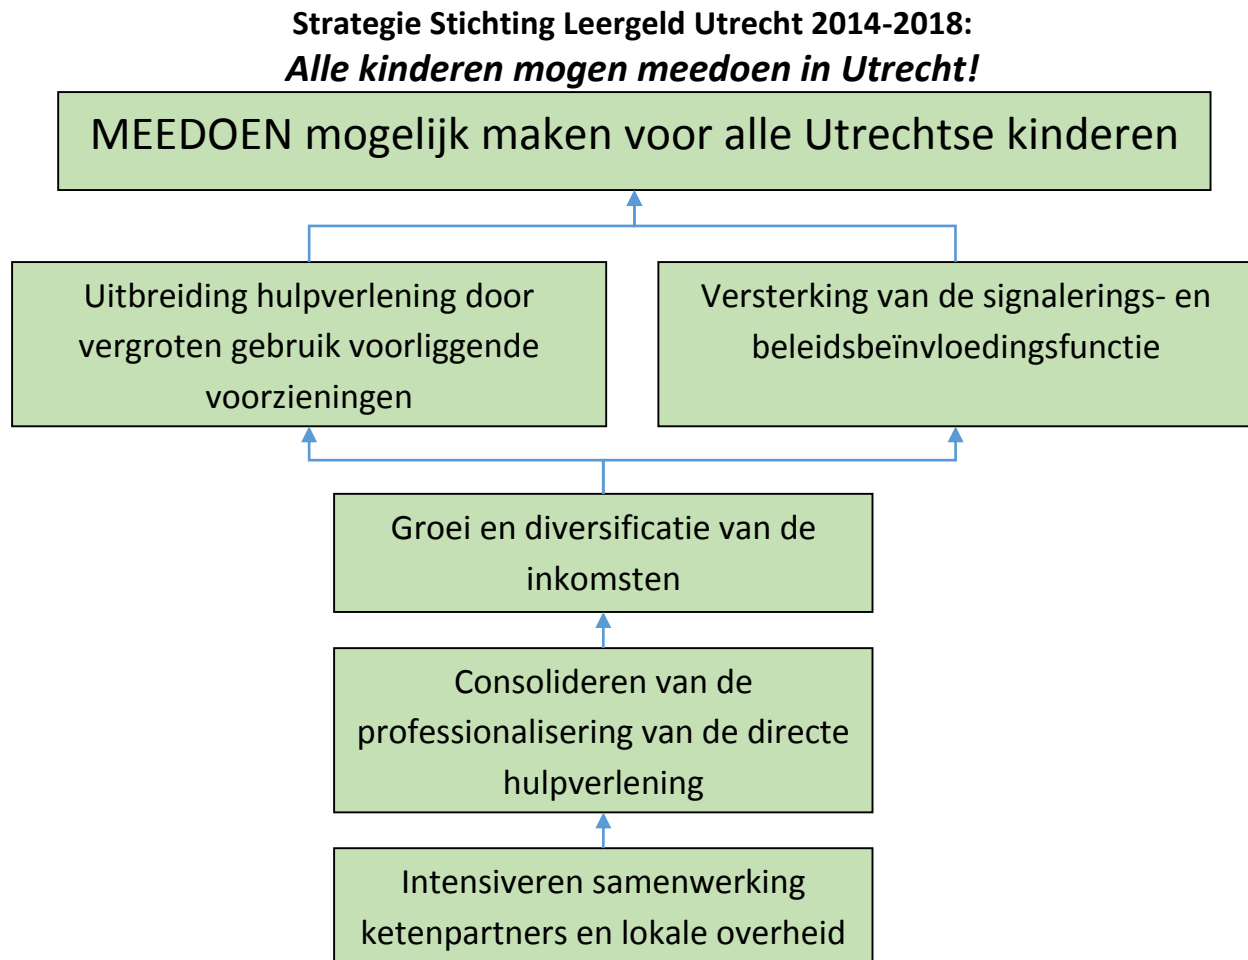 Strategie Stichting Leergeld Utrecht 2014-2018:
Alle kinderen mogen meedoen in Utrecht!
MEEDOEN mogelijk maken voor alle Utrechtse kinderen
Uitbreiding hulpverlening door
vergroten gebruik voorliggende
voorzieningen
Versterking van de signalerings- en
beleidsbeïnvloedingsfunctie
Groei en diversificatie van de
inkomsten
Consolideren van de
professionalisering van de directe
hulpverlening
Intensiveren samenwerking
ketenpartners en lokale overheid